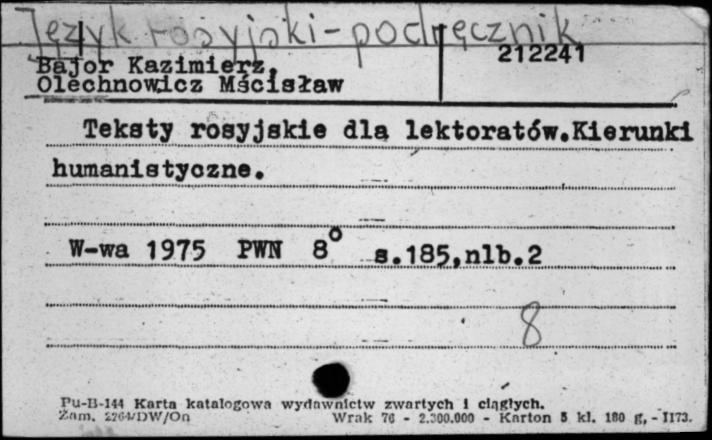 Język rosyjski - podręcznik
212241
Bajor Kazimierz,
Olechnowicz Mścisław
Teksty rosyjskie dla lektoratów.Kierunki
humanistyczne.
W-wa 1975 PWN 8° s.185,nlb.2
8
Pu-B-144 Karta katalogowa wydawnictw zwartych i ciągłych.
Zam. 2264/DW/On Wrak 76 - 2.300.000 - Karton 5 kl. 180 g, - 1173.